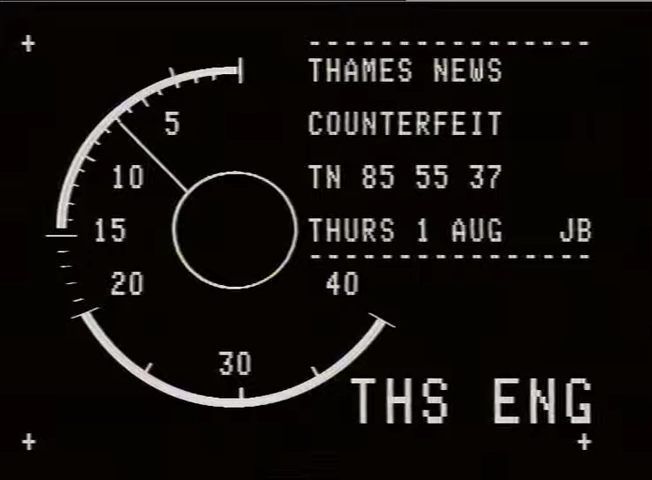 THAMES NEWS
COUNTERFEIT
TN 85 55 37
THURS 1 AUG JB
5
10
15
20
30
40
THS ENG